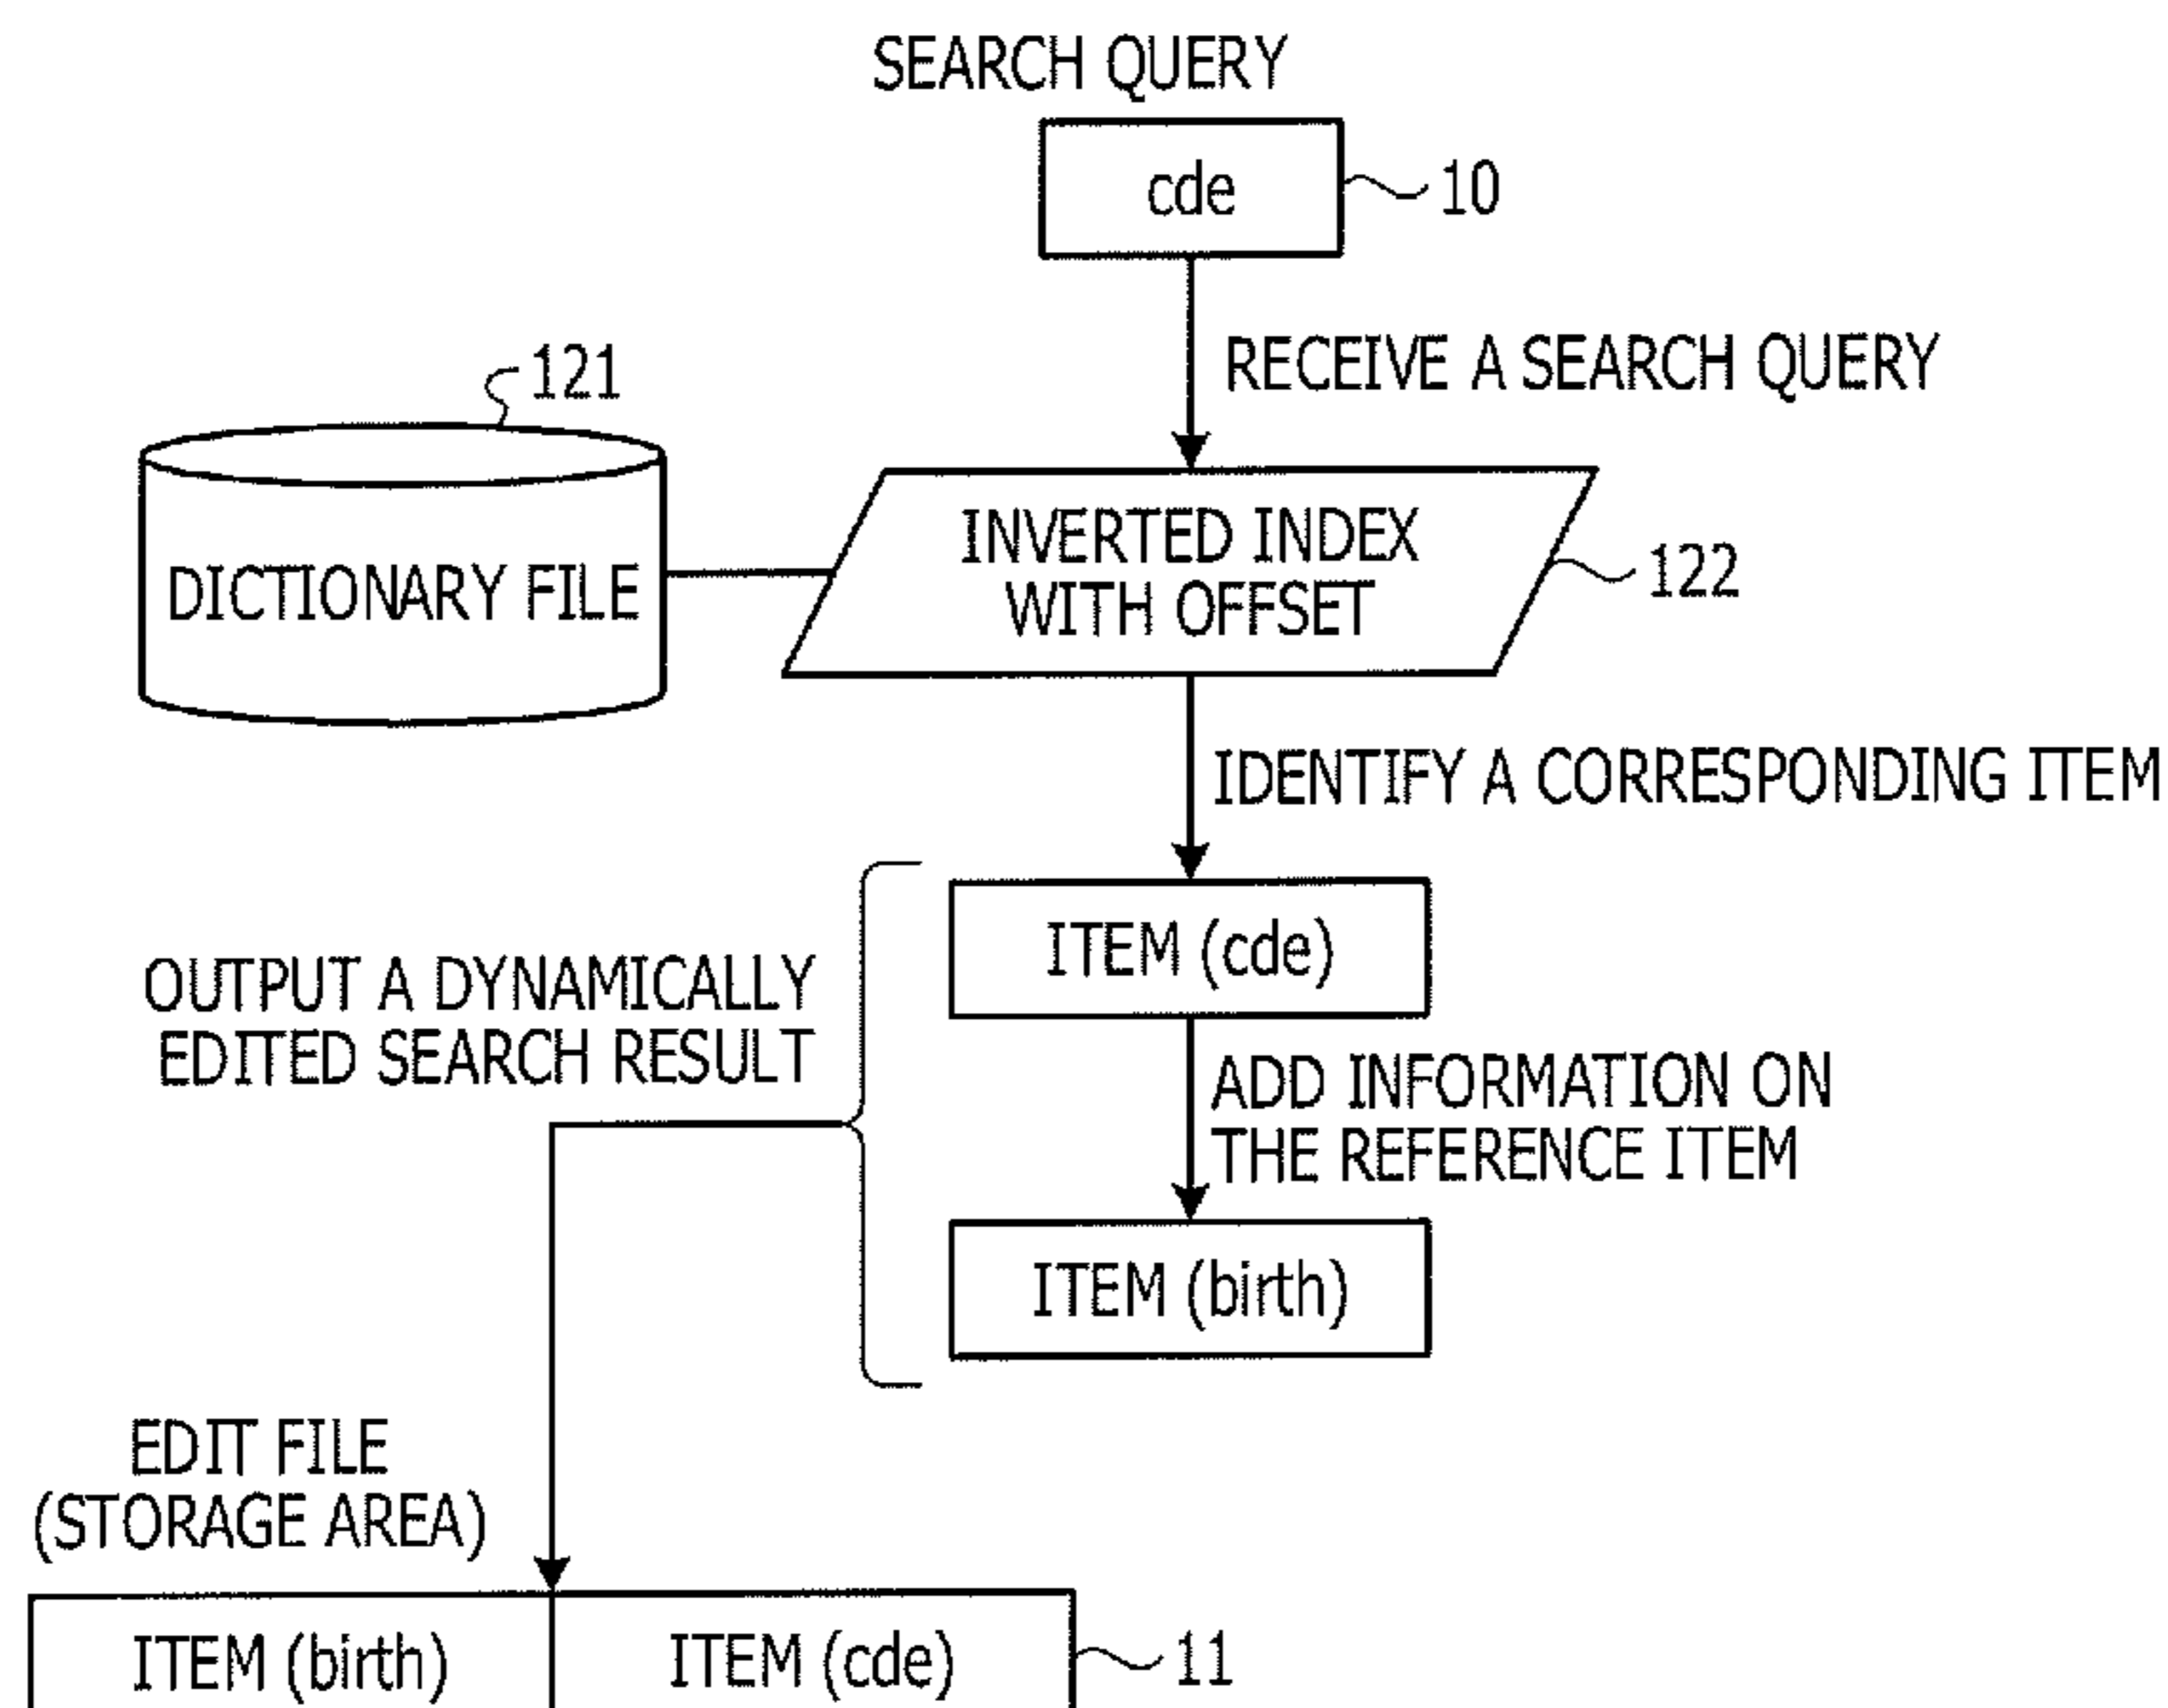 SEARCH QUERY
cde
10
RECEIVE A SEARCH QUERY
121
DICTIONARY FILE
INVERTED INDEX
WITH OFFSET
122
IDENTIFY A CORRESPONDING ITEM
ITEM (cde)
OUTPUT A DYNAMICALLY
EDITED SEARCH RESULT
ADD INFORMATION ON
THE REFERENCE ITEM
ITEM (birth)
EDIT FILE
(STORAGE AREA)
ITEM (birth)
ITEM (cde)
11